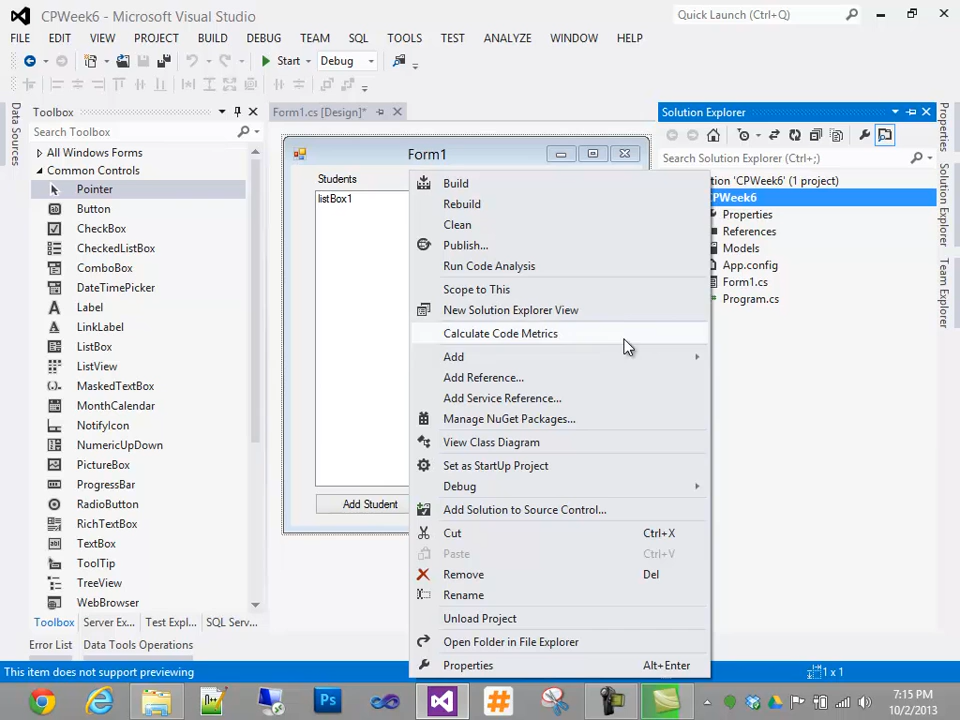 CPWeek6 - Microsoft Visual Studio
Quick Launch (Ctrl+Q)
FILE EDIT VIEW PROJECT BUILD DEBUG TEAM SQL TOOLS TEST ANALYZE WINDOW HELP
Start Debug
Data Sources
Toolbox
Search Toolbox
All Windows Forms
Common Controls
Pointer
Button
CheckBox
CheckedListBox
ComboBox
DateTimePicker
Label
LinkLabel
ListBox
ListView
MaskedTextBox
MonthCalendar
NotifyIcon
NumericUpDown
PictureBox
ProgressBar
RadioButton
RichTextBox
TextBox
ToolTip
TreeView
WebBrowser
Toolbox Server Ex... Test Expl... SQL Serv...
Error List Data Tools Operations
Form1.cs [Design]*
Form1
Students
listBox1
Add Student
Build
Rebuild
Clean
Publish...
Run Code Analysis
Scope to This
New Solution Explorer View
Calculate Code Metrics
Add
Add Reference...
Add Service Reference...
Manage NuGet Packages...
View Class Diagram
Set as StartUp Project
Debug
Add Solution to Source Control...
Cut Ctrl+X
Paste Ctrl+V
Remove Del
Rename
Unload Project
Open Folder in File Explorer
Properties Alt+Enter
Solution Explorer
Search Solution Explorer (Ctrl+;)
tion 'CPWeek6' (1 project)
CPWeek6
Properties
References
Models
App.config
Form1.cs
Program.cs
Properties
Solution Explorer
Team Explorer
This item does not support previewing
1 x 1
Ps
7:15 PM
10/2/2013